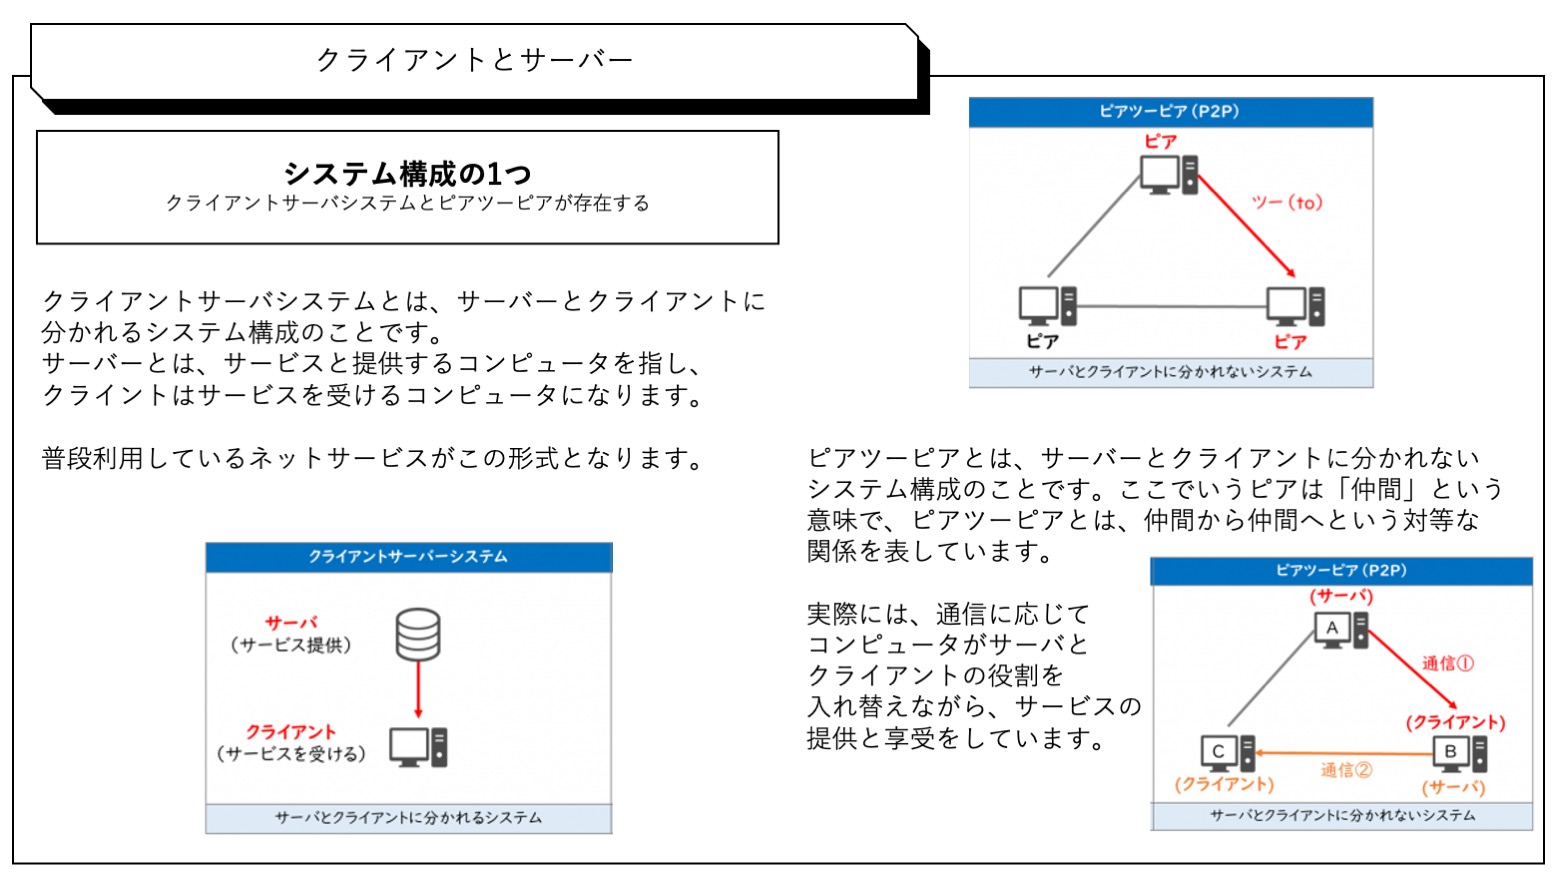 クライアントとサーバー
システム構成の1つ
クライアントサーバシステムとピアツーピアが存在する
クライアントサーバシステムとは、サーバーとクライアントに
分かれるシステム構成のことです。
サーバーとは、サービスと提供するコンピュータを指し、
クライントはサービスを受けるコンピュータになります。
普段利用しているネットサービスがこの形式となります。
クライアントサーバーシステム
サーバ
（サービス提供）
クライアント
（サービスを受ける）
サーバとクライアントに分かれるシステム
ピアツーピア（P2P）
ピア
ツー（to）
ピア
ピア
サーバとクライアントに分かれないシステム
ピアツーピアとは、サーバーとクライアントに分かれない
システム構成のことです。ここでいうピアは「仲間」という
意味で、ピアツーピアとは、仲間から仲間へという対等な
関係を表しています。
実際には、通信に応じて
コンピュータがサーバと
クライアントの役割を
入れ替えながら、サービスの
提供と享受をしています。
ピアツーピア（P2P）
(サーバ)
A
通信①
(クライアント)
C
B
通信②
(クライアント)
(サーバ)
サーバとクライアントに分かれないシステム